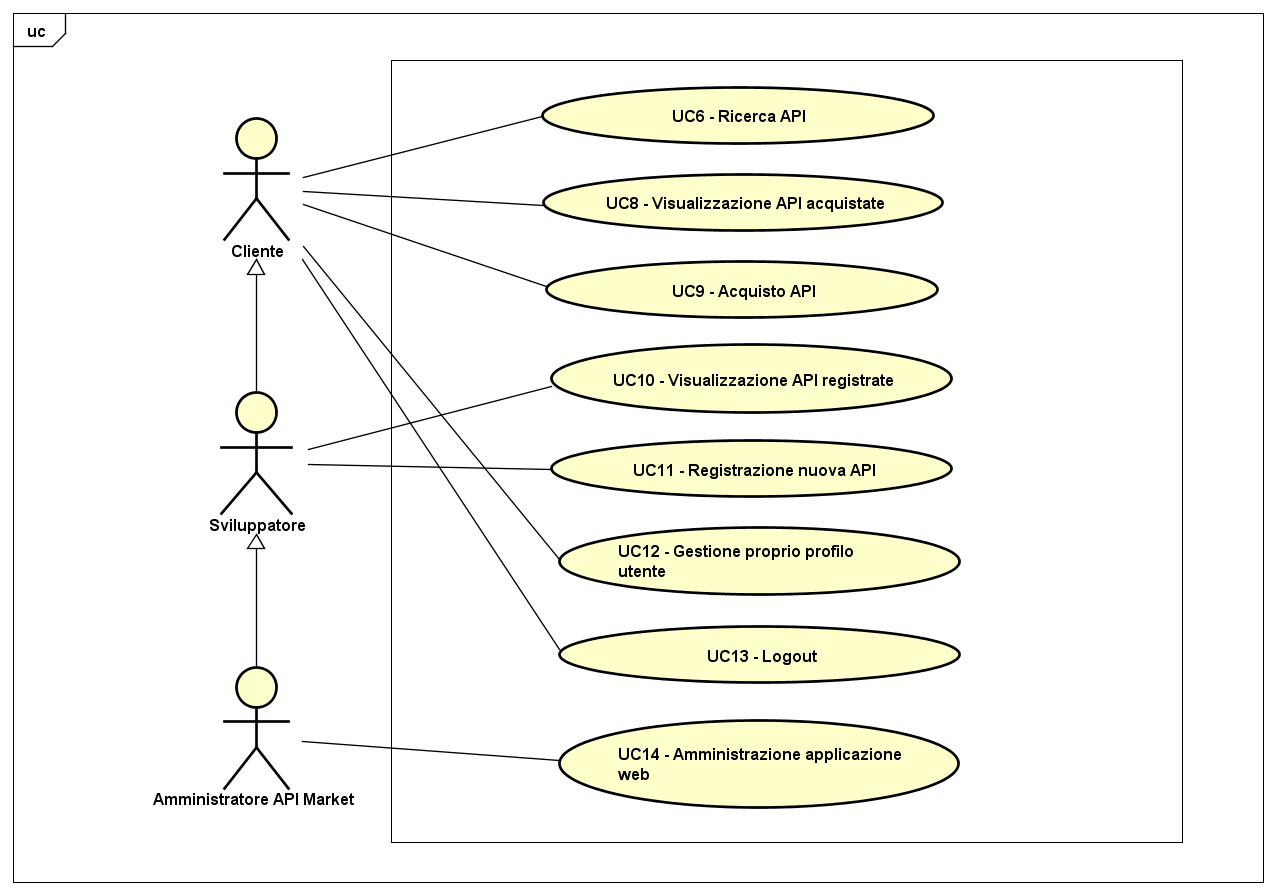 uc
UC6 - Ricerca API
UC8 - Visualizzazione API acquistate
Cliente
UC9 - Acquisto API
UC10 - Visualizzazione API registrate
UC11 - Registrazione nuova API
Sviluppatore
UC12 - Gestione proprio profilo
utente
UC13 - Logout
UC14 - Amministrazione applicazione
web
Amministratore API Market